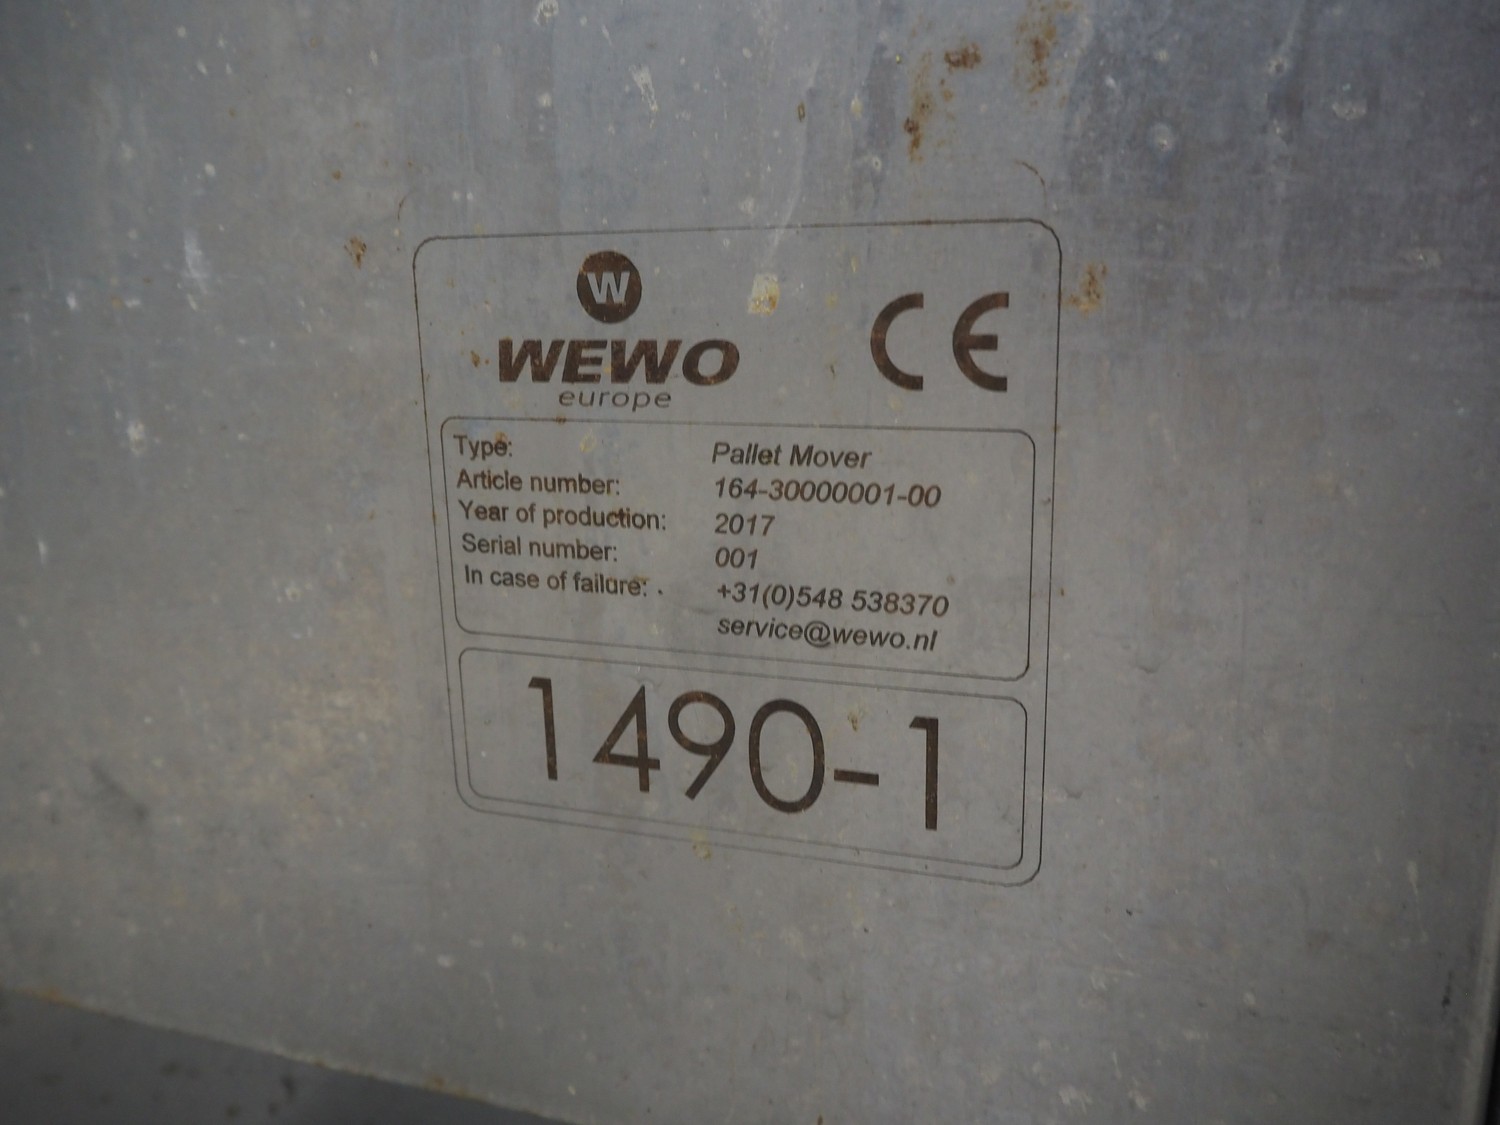 W
WEWO
europe
CE
Type: Pallet Mover
Article number: 164-30000001-00
Year of production: 2017
Serial number: 001
In case of failure: +31(0)548 538370
service@wewo.nl
1490-1